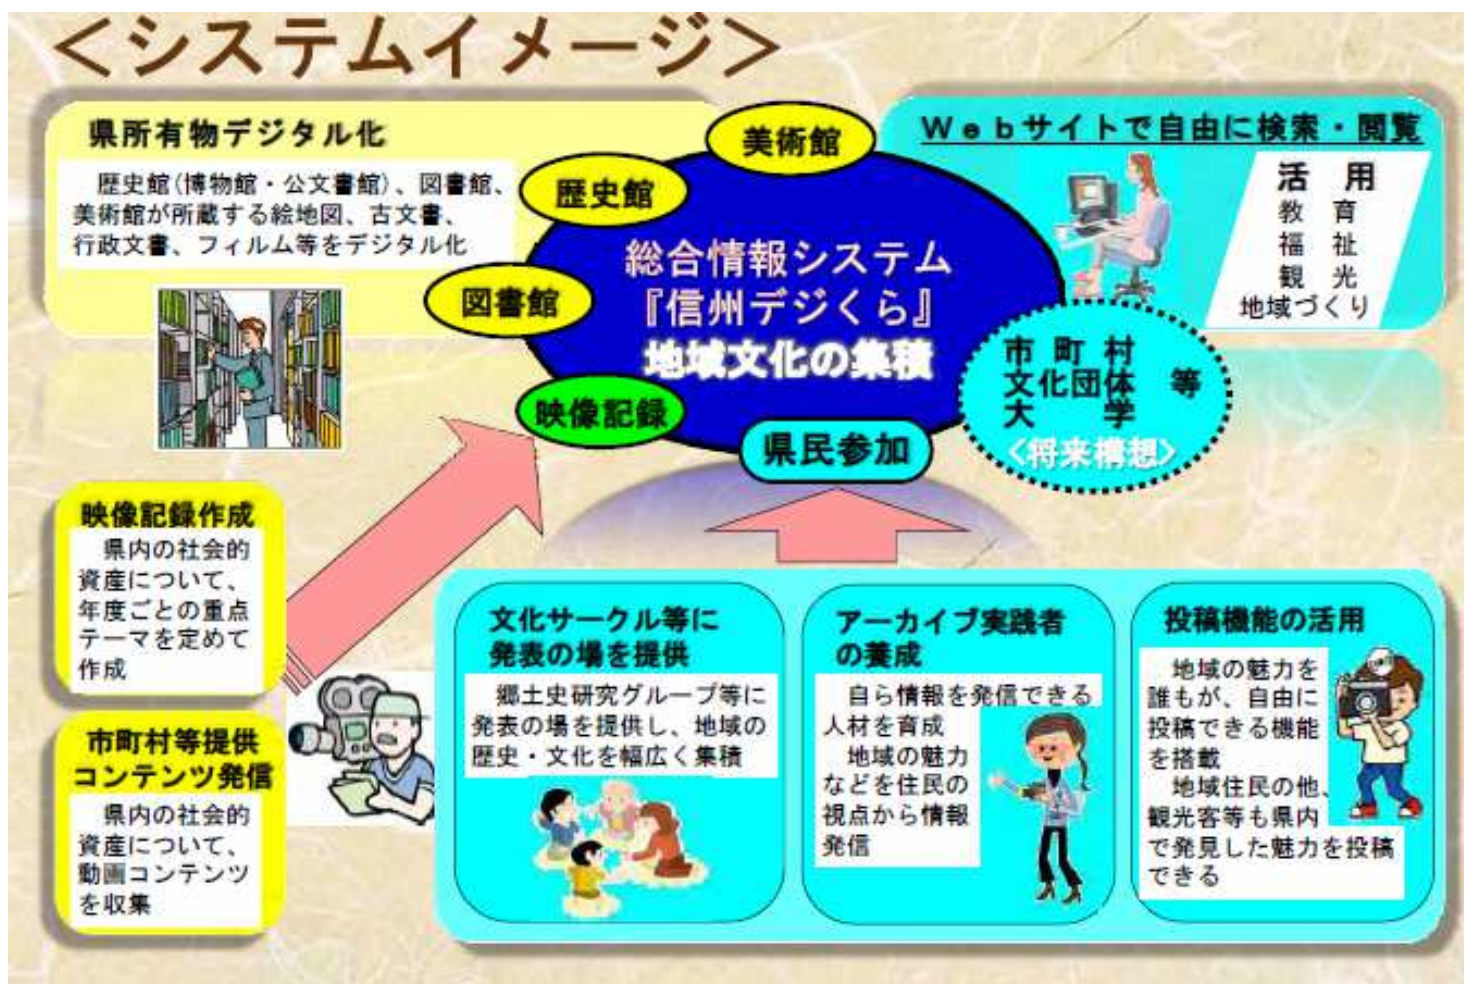 ＜システムイメージ＞
県所有物デジタル化
歴史館(博物館・公文書館)、図書館、
美術館が所蔵する絵地図、古文書、
行政文書、フィルム等をデジタル化
美術館
歴史館
図書館
映像記録
総合情報システム
『信州デジくら』
地域文化の集積
県民参加
Ｗｅｂサイトで自由に検索・閲覧
活　用
教　育
福　祉
観　光
地域づくり
市 町 村
文化団体　等
大　　学
<将来構想>
映像記録作成
県内の社会的
資産について、
年度ごとの重点
テーマを定めて
作成
市町村等提供
コンテンツ発信
県内の社会的
資産について、
動画コンテンツ
を収集
文化サークル等に
発表の場を提供
郷土史研究グループ等に
発表の場を提供し、地域の
歴史・文化を幅広く集積
アーカイブ実践者
の養成
自ら情報を発信できる
人材を育成
地域の魅力
などを住民の
視点から情報
発信
投稿機能の活用
地域の魅力を
誰もが、自由に
投稿できる機能
を搭載
地域住民の他、
観光客等も県内
で発見した魅力を投稿
できる